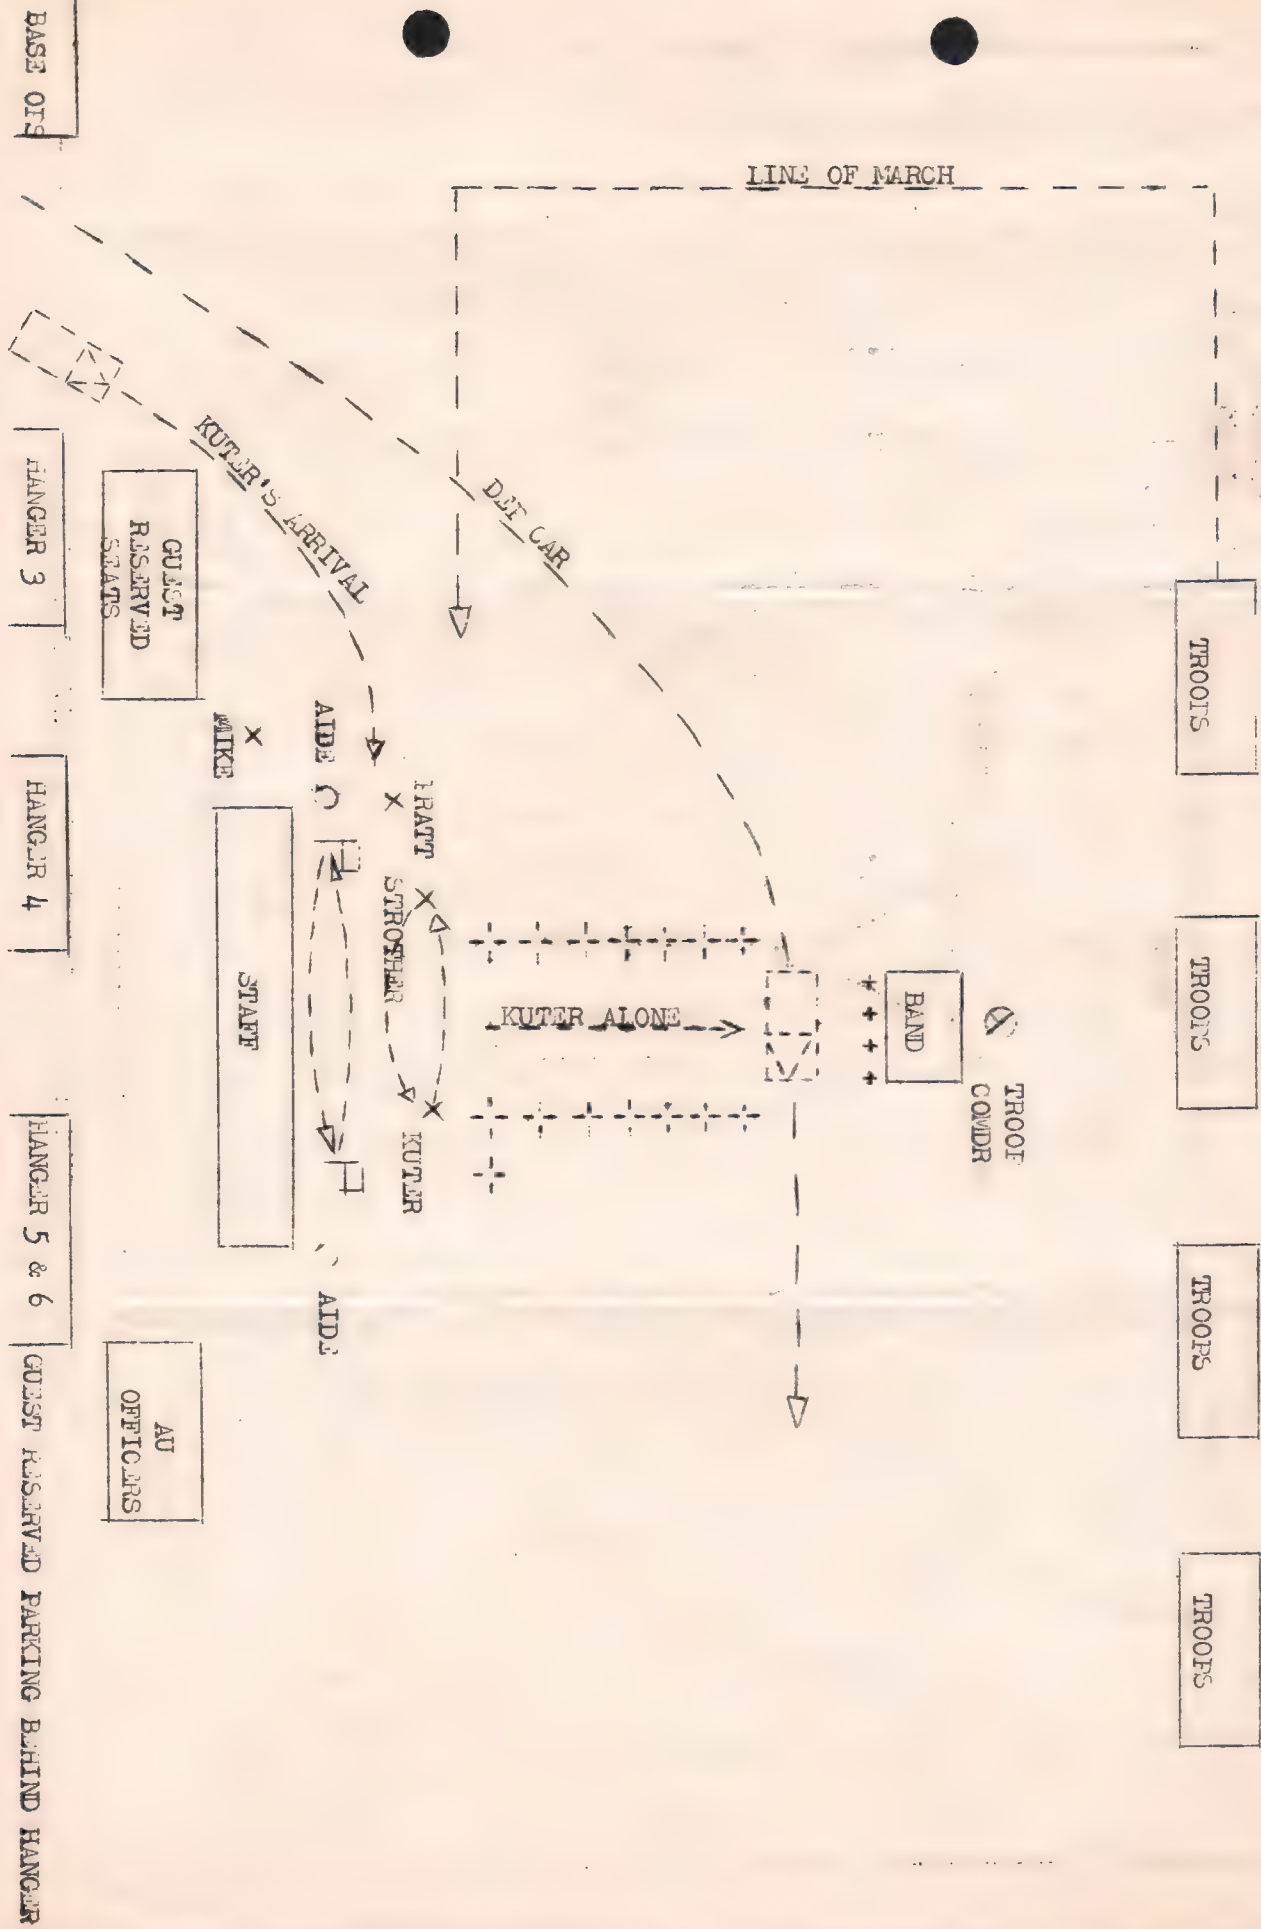 BASE OPS
LINE OF MARCH
KUTER'S ARRIVAL
DEP CAR
HANGER 3
GUEST
RESERVED
SEATS
TROOPS
MIKE
AIDE
PRATT
HANGER 4
STROTHER
STAFF
KUTER ALONE
BAND
TROOP
COMDR
TROOPS
KUTER
HANGER 5 & 6
AIDE
TROOPS
AU
OFFICERS
TROOPS
GUEST RESERVED PARKING BEHIND HANGER